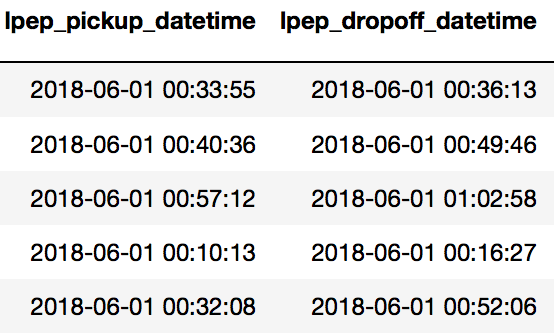 lpep_pickup_datetime lpep_dropoff_datetime
2018-06-01 00:33:55 2018-06-01 00:36:13
2018-06-01 00:40:36 2018-06-01 00:49:46
2018-06-01 00:57:12 2018-06-01 01:02:58
2018-06-01 00:10:13 2018-06-01 00:16:27
2018-06-01 00:32:08 2018-06-01 00:52:06